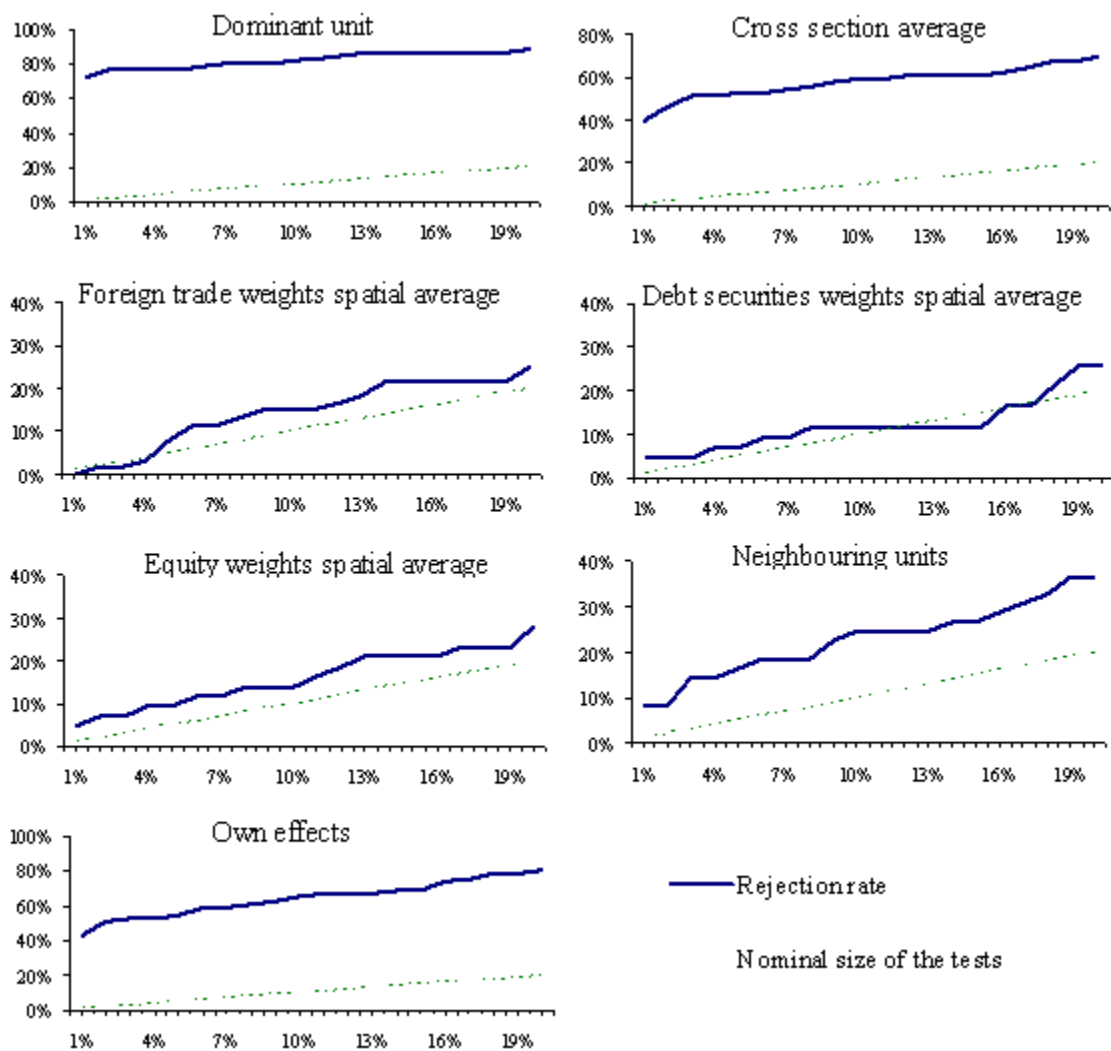 Dominant unit
100%
80%
60%
40%
20%
0%
1% 4% 7% 10% 13% 16% 19%
Cross section average
80%
60%
40%
20%
0%
1% 4% 7% 10% 13% 16% 19%
Foreign trade weights spatial average
40%
30%
20%
10%
0%
1% 4% 7% 10% 13% 16% 19%
Debt securities weights spatial average
40%
30%
20%
10%
0%
1% 4% 7% 10% 13% 16% 19%
Equity weights spatial average
40%
30%
20%
10%
0%
1% 4% 7% 10% 13% 16% 19%
Neighbouring units
40%
30%
20%
10%
0%
1% 4% 7% 10% 13% 16% 19%
Own effects
100%
80%
60%
40%
20%
0%
1% 4% 7% 10% 13% 16% 19%
Rejection rate
Nominal size of the tests